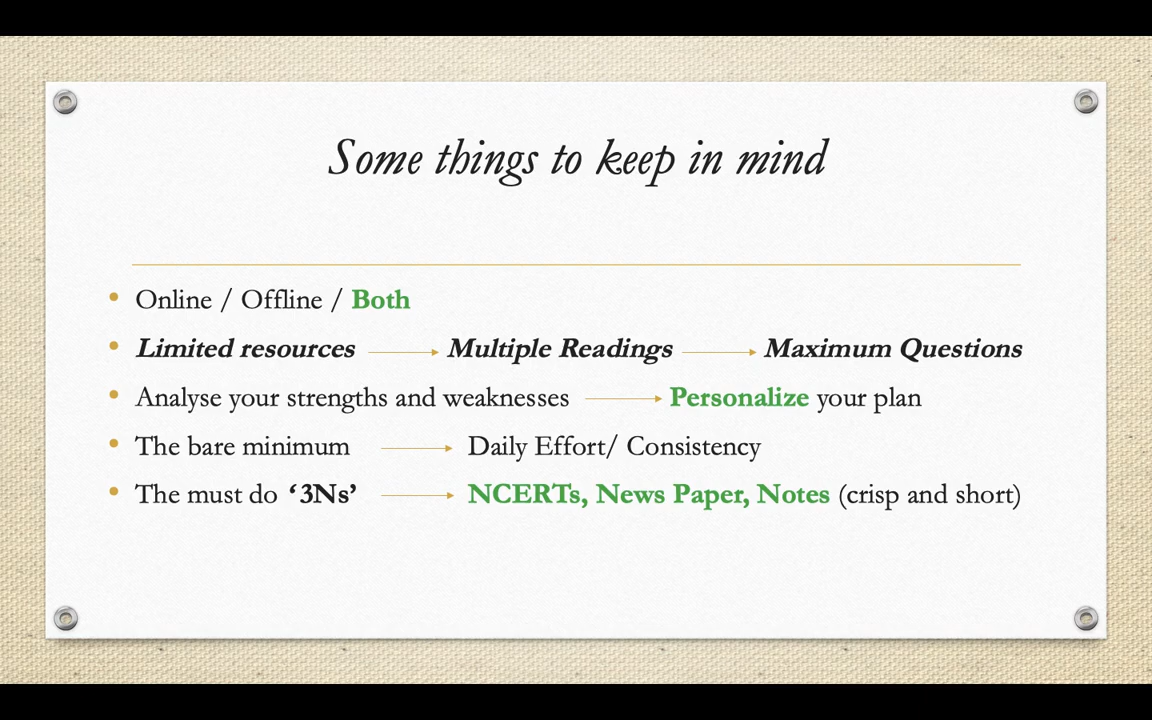 Some things to keep in mind
Online / Offline / Both
Limited resources Multiple Readings Maximum Questions
Analyse your strengths and weaknesses Personalize your plan
The bare minimum Daily Effort/ Consistency
The must do ‘3Ns’ NCERTs, News Paper, Notes (crisp and short)